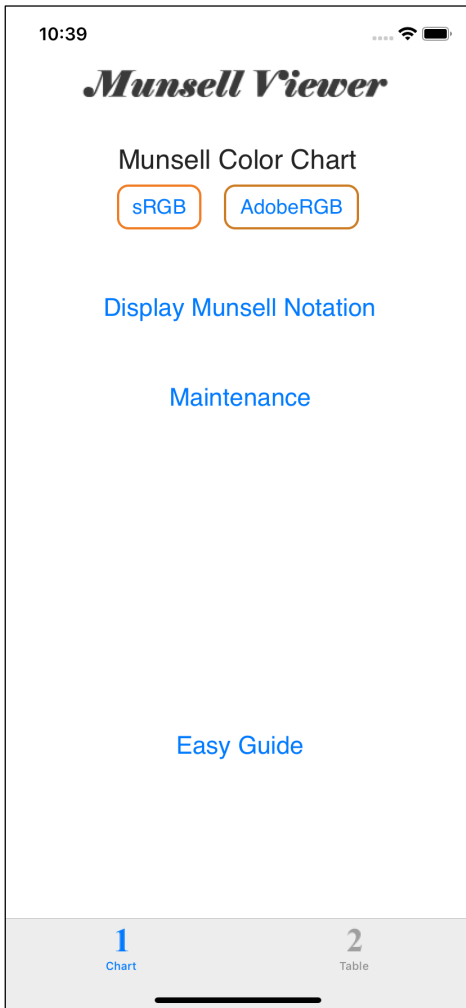 10:39
Munsell Viewer
Munsell Color Chart
sRGB AdobeRGB
Display Munsell Notation
Maintenance
Easy Guide
1 2
Chart Table